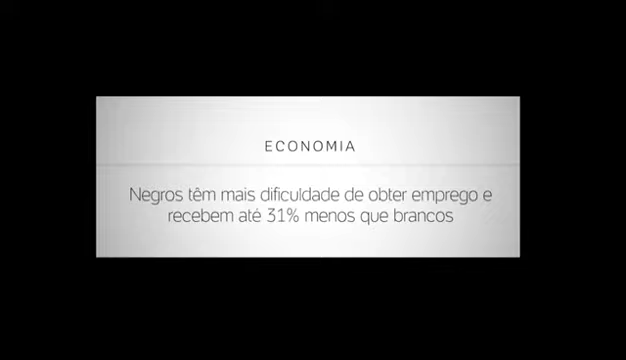 ECONOMIA
Negros têm mais dificuldade de obter emprego e
recebem até 31% menos que brancos